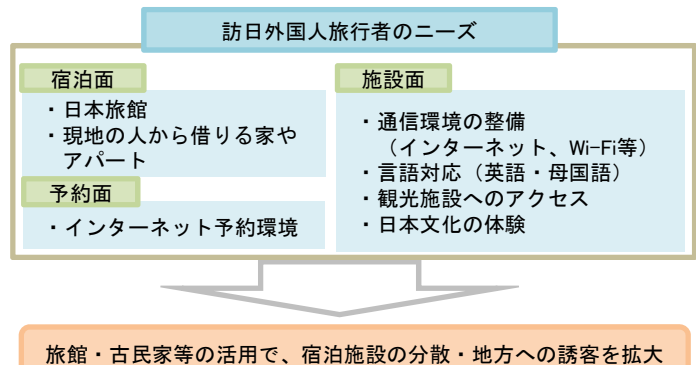 訪日外国人旅行者のニーズ
宿泊面
・日本旅館
・現地の人から借りる家や
アパート
予約面
・インターネット予約環境
施設面
・通信環境の整備
（インターネット、Wi-Fi等）
・言語対応（英語・母国語）
・観光施設へのアクセス
・日本文化の体験
旅館・古民家等の活用で、宿泊施設の分散・地方への誘客を拡大